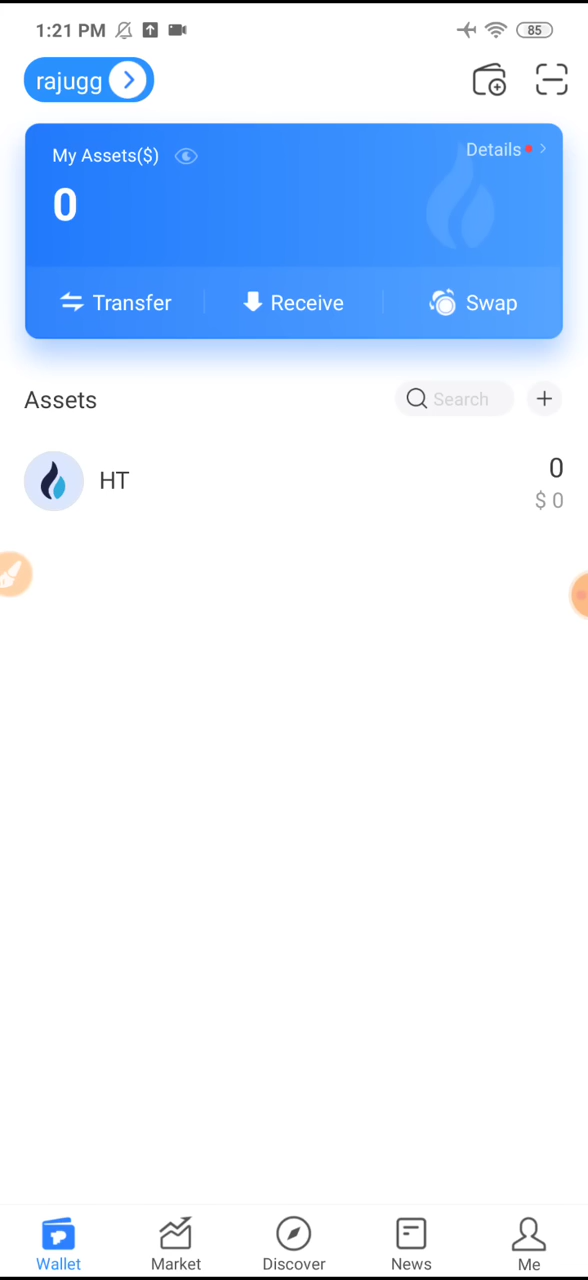 1:21 PM 85
rajugg
My Assets($) Details
0
Transfer Receive Swap
Assets Search
HT 0
$ 0
Wallet Market Discover News Me